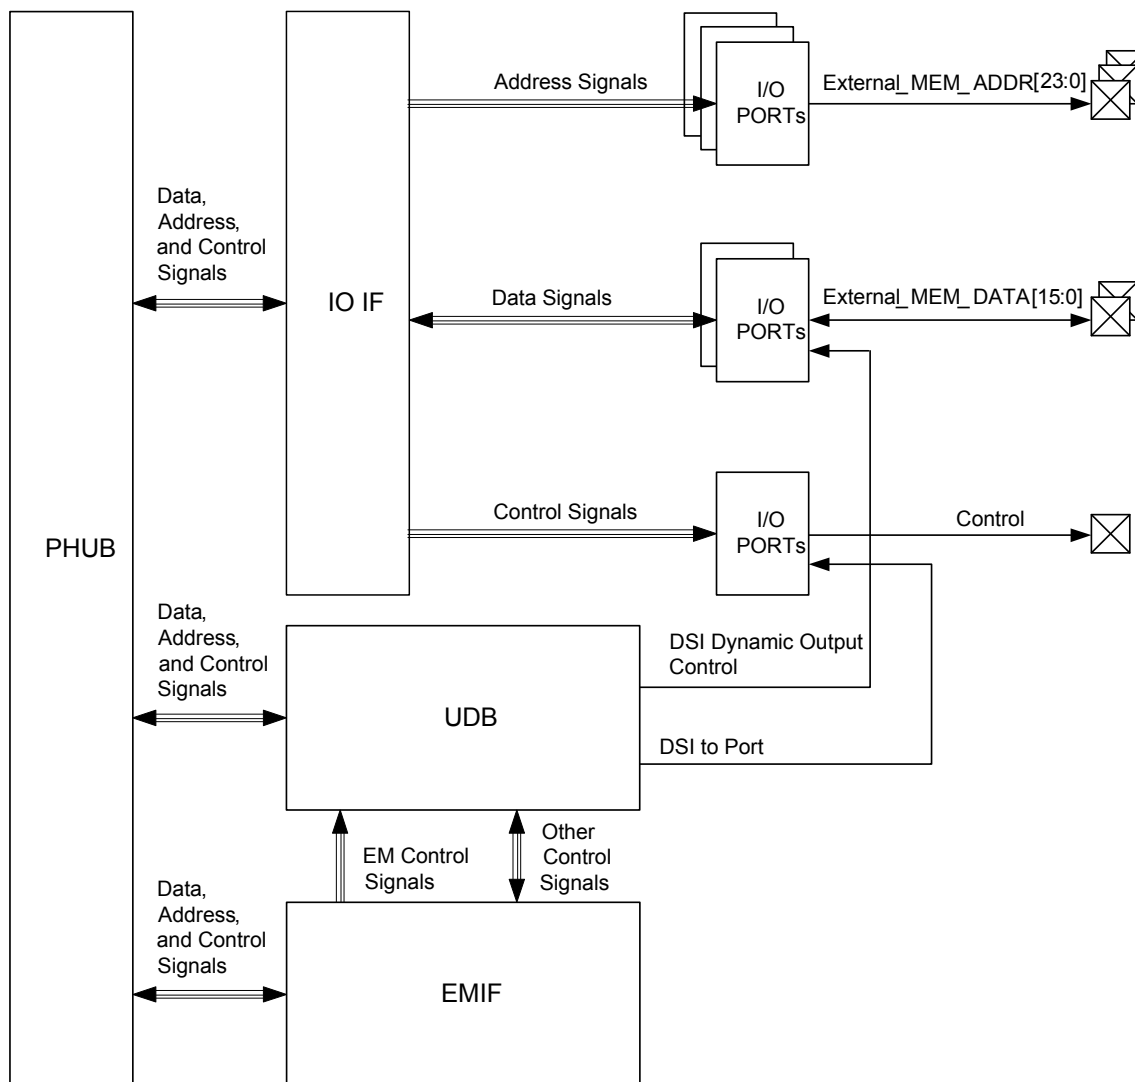 Address Signals
I/O
PORTs
External_MEM_ADDR[23:0]
Data,
Address,
and Control
Signals
IO IF
Data Signals
I/O
PORTs
External_MEM_DATA[15:0]
Control Signals
I/O
PORTs
Control
PHUB
Data,
Address,
and Control
Signals
UDB
DSI Dynamic Output
Control
DSI to Port
EM Control
Signals
Other
Control
Signals
Data,
Address,
and Control
Signals
EMIF